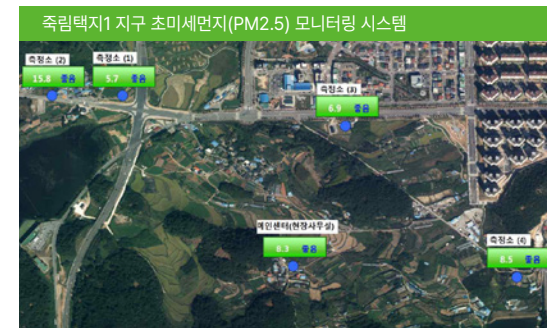 죽림택지1 지구 초미세먼지(PM2.5) 모니터링 시스템
측정소 (2)
15.8 좋음
측정소 (1)
5.7 좋음
측정소 (3)
6.9 좋음
메인센터(현장사무실)
8.3 좋음
측정소 (4)
8.5 좋음